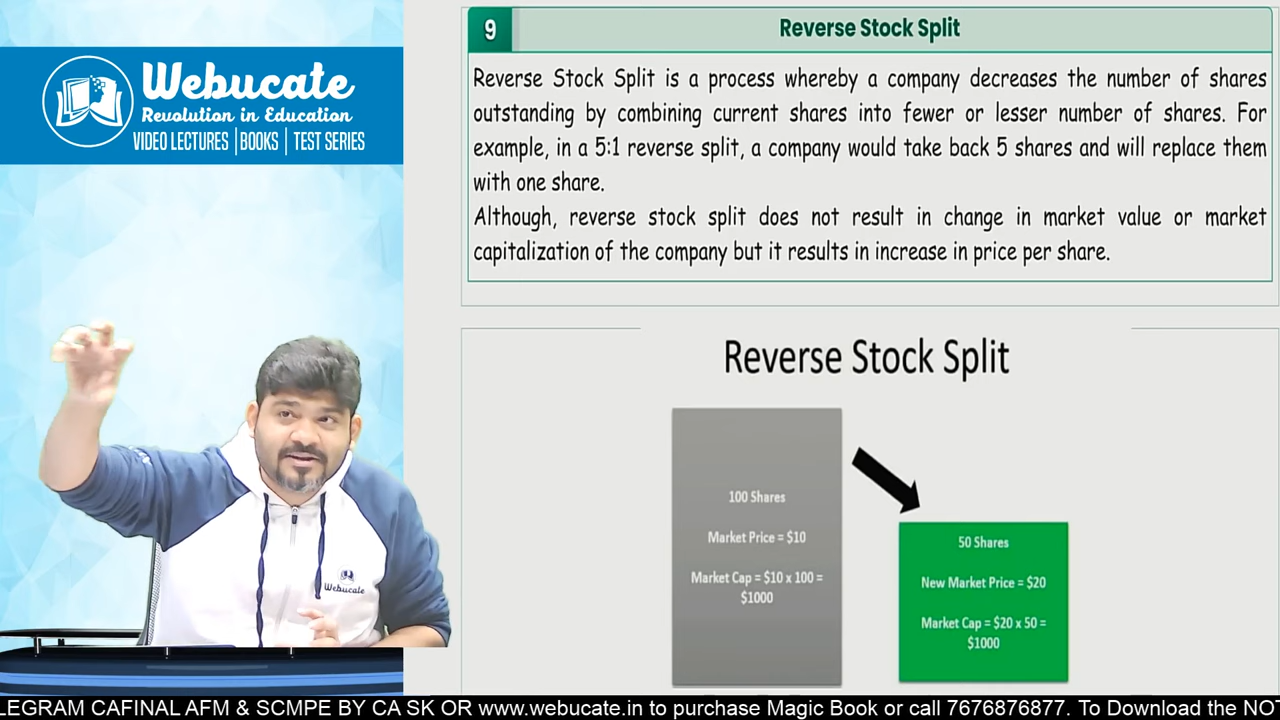 Webucate
Revolution in Education
VIDEO LECTURES | BOOKS | TEST SERIES
9
Reverse Stock Split
Reverse Stock Split is a process whereby a company decreases the number of shares
outstanding by combining current shares into fewer or lesser number of shares. For
example, in a 5:1 reverse split, a company would take back 5 shares and will replace them
with one share.
Although, reverse stock split does not result in change in market value or market
capitalization of the company but it results in increase in price per share.
Reverse Stock Split
100 Shares
Market Price = $10
Market Cap = $10 x 100 =
$1000
50 Shares
New Market Price = $20
Market Cap = $20 x 50 =
$1000
Webucate
LEGRAM CAFINAL AFM & SCMPE BY CA SK OR www.webucate.in to purchase Magic Book or call 7676876877. To Download the NO